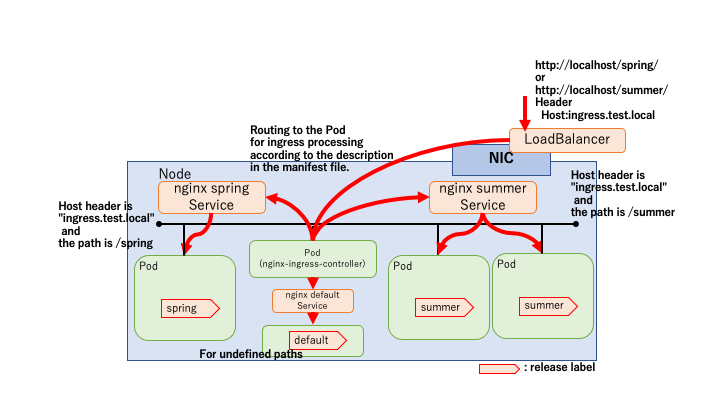 http://localhost/spring/
or
http://localhost/summer/
Header
Host:ingress.test.local
LoadBalancer
NIC
Routing to the Pod
for ingress processing
according to the description
in the manifest file.
Node
nginx spring
Service
nginx summer
Service
Host header is
"ingress.test.local"
and
the path is /summer
Host header is
"ingress.test.local"
and
the path is /spring
Pod
spring
Pod
(nginx-ingress-controller)
nginx default
Service
default
For undefined paths
Pod
summer
Pod
summer
: release label